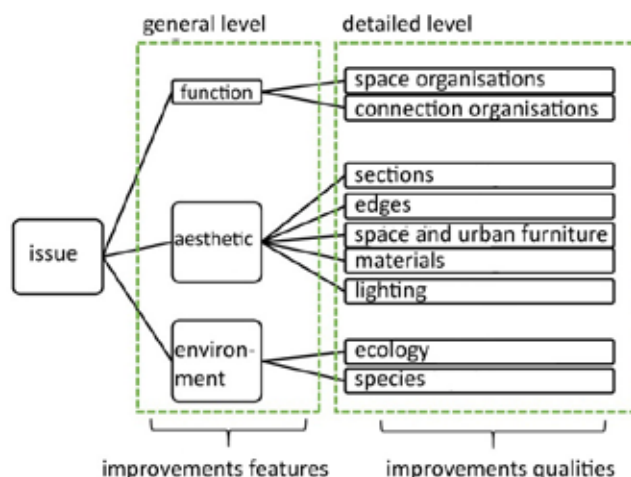 general level
detailed level
issue
function
space organisations
connection organisations
aesthetic
sections
edges
space and urban furniture
materials
lighting
environ-
ment
ecology
species
improvements features
improvements qualities